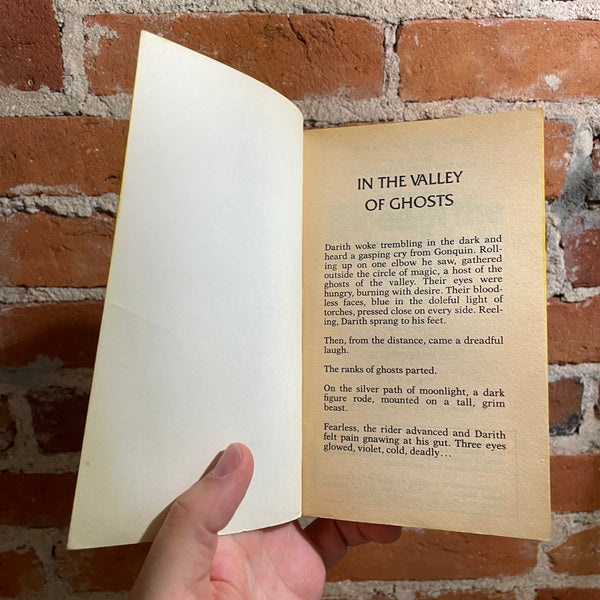 IN THE VALLEY
OF GHOSTS
Darith woke trembling in the dark and
heard a gasping cry from Gonquin. Roll-
ing up on one elbow he saw, gathered
outside the circle of magic, a host of the
ghosts of the valley. Their eyes were
hungry, burning with desire. Their blood-
less faces, blue in the doleful light of
torches, pressed close on every side. Reel-
ing, Darith sprang to his feet.
Then, from the distance, came a dreadful
laugh.
The ranks of ghosts parted.
On the silver path of moonlight, a dark
figure rode, mounted on a tall, grim
beast.
Fearless, the rider advanced and Darith
felt pain gnawing at his gut. Three eyes
glowed, violet, cold, deadly...